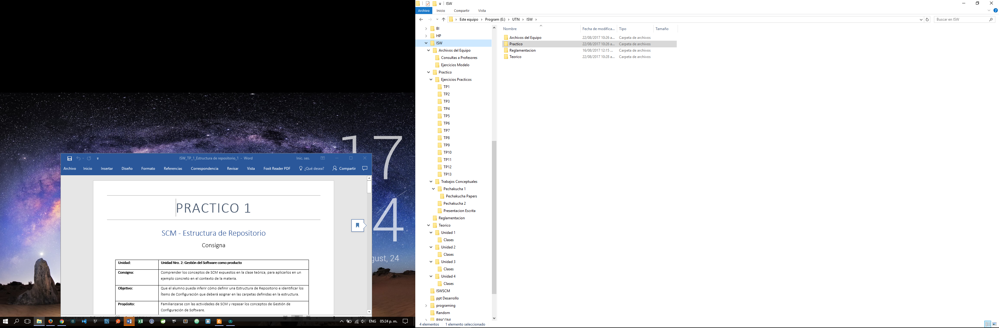 17
4
gust, 24
ISW_TP_1_Estructura de repositorio_1 - Word
Inic. ses.
Archivo Inicio Insertar Diseño Formato Referencias Correspondencia Revisar Vista Foxit Reader PDF ¿Qué desea? Compartir
PRACTICO 1
SCM - Estructura de Repositorio
Consigna
Unidad: Unidad Nro. 2: Gestión del Software como producto
Consigna: Comprender los conceptos de SCM expuestos en la clase teórica, para aplicarlos en un
ejemplo concreto en el contexto de la materia.
Objetivo: Que el alumno pueda inferir cómo definir una Estructura de Repositorio e identificar los
Ítems de Configuración que deberá asignar en las carpetas definidas en la estructura.
Propósito: Familiarizarse con las actividades de SCM y repasar los conceptos de Gestión de
Configuración de Software.
ENG 05:24 p. m.
ISW
Archivo Inicio Compartir Vista
Este equipo Program (E:) UTN ISW
Buscar en ISW
BI
HP
ISW
Archivos del Equipo
Consultas a Profesores
Ejercicios Modelo
Practico
Ejercicios Practicos
TP1
TP2
TP3
TP4
TP5
TP6
TP7
TP8
TP9
TP10
TP11
TP12
TP13
Trabajos Conceptuales
Pechakucha 1
Pechakucha Papers
Pechakucha 2
Presentacion Escrita
Reglamentacion
Teorico
Unidad 1
Clases
Unidad 2
Clases
Unidad 3
Clases
Unidad 4
Clases
ISWSCM
ppt Desarrollo
programing
Random
RINCOM
Nombre Fecha de modifica... Tipo Tamaño
Archivos del Equipo 22/08/2017 10:26 a... Carpeta de archivos
Practico 22/08/2017 10:26 a... Carpeta de archivos
Reglamentacion 16/08/2017 12:15 ... Carpeta de archivos
Teorico 22/08/2017 10:28 a... Carpeta de archivos
4 elementos 1 elemento seleccionado